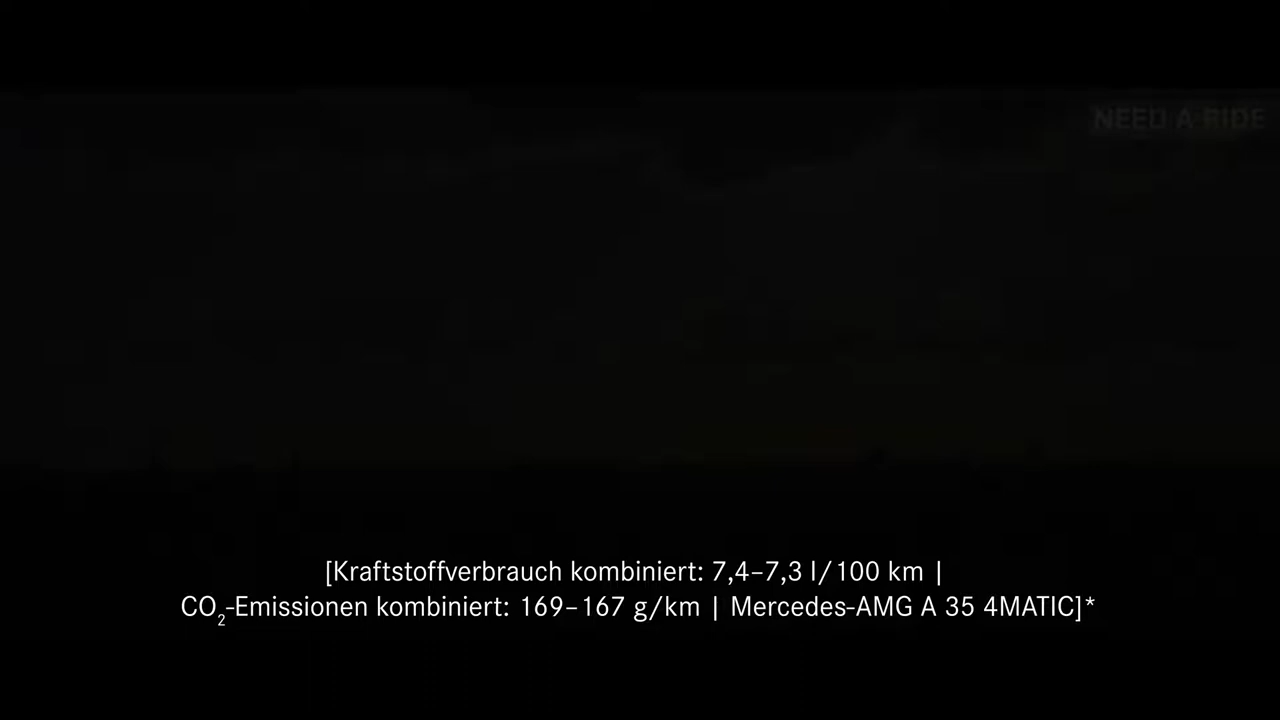 NEED A RIDE
[Kraftstoffverbrauch kombiniert: 7,4–7,3 l/100 km |
CO₂-Emissionen kombiniert: 169–167 g/km | Mercedes-AMG A 35 4MATIC]*